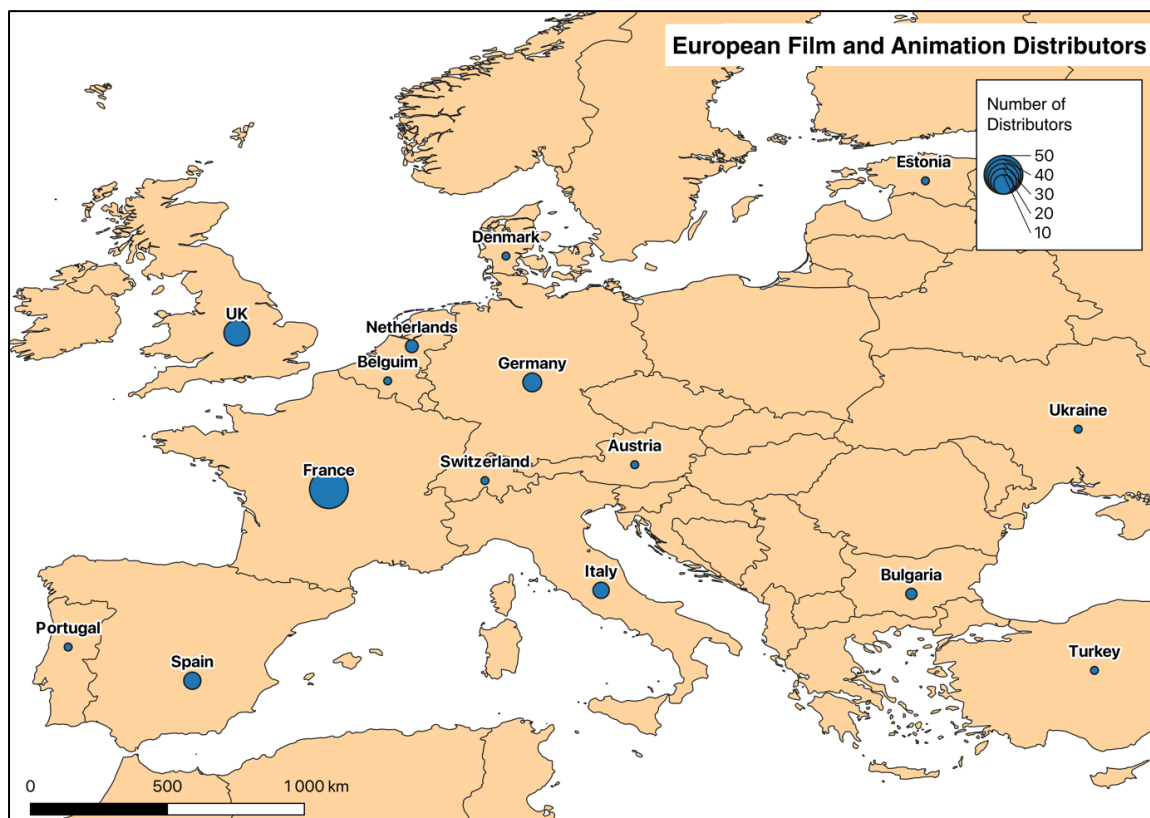 European Film and Animation Distributors
Number of
Distributors
50
40
30
20
10
Estonia
Denmark
UK
Netherlands
Belguim
Germany
Ukraine
Austria
Switzerland
France
Italy
Bulgaria
Portugal
Spain
Turkey
0 500 1 000 km